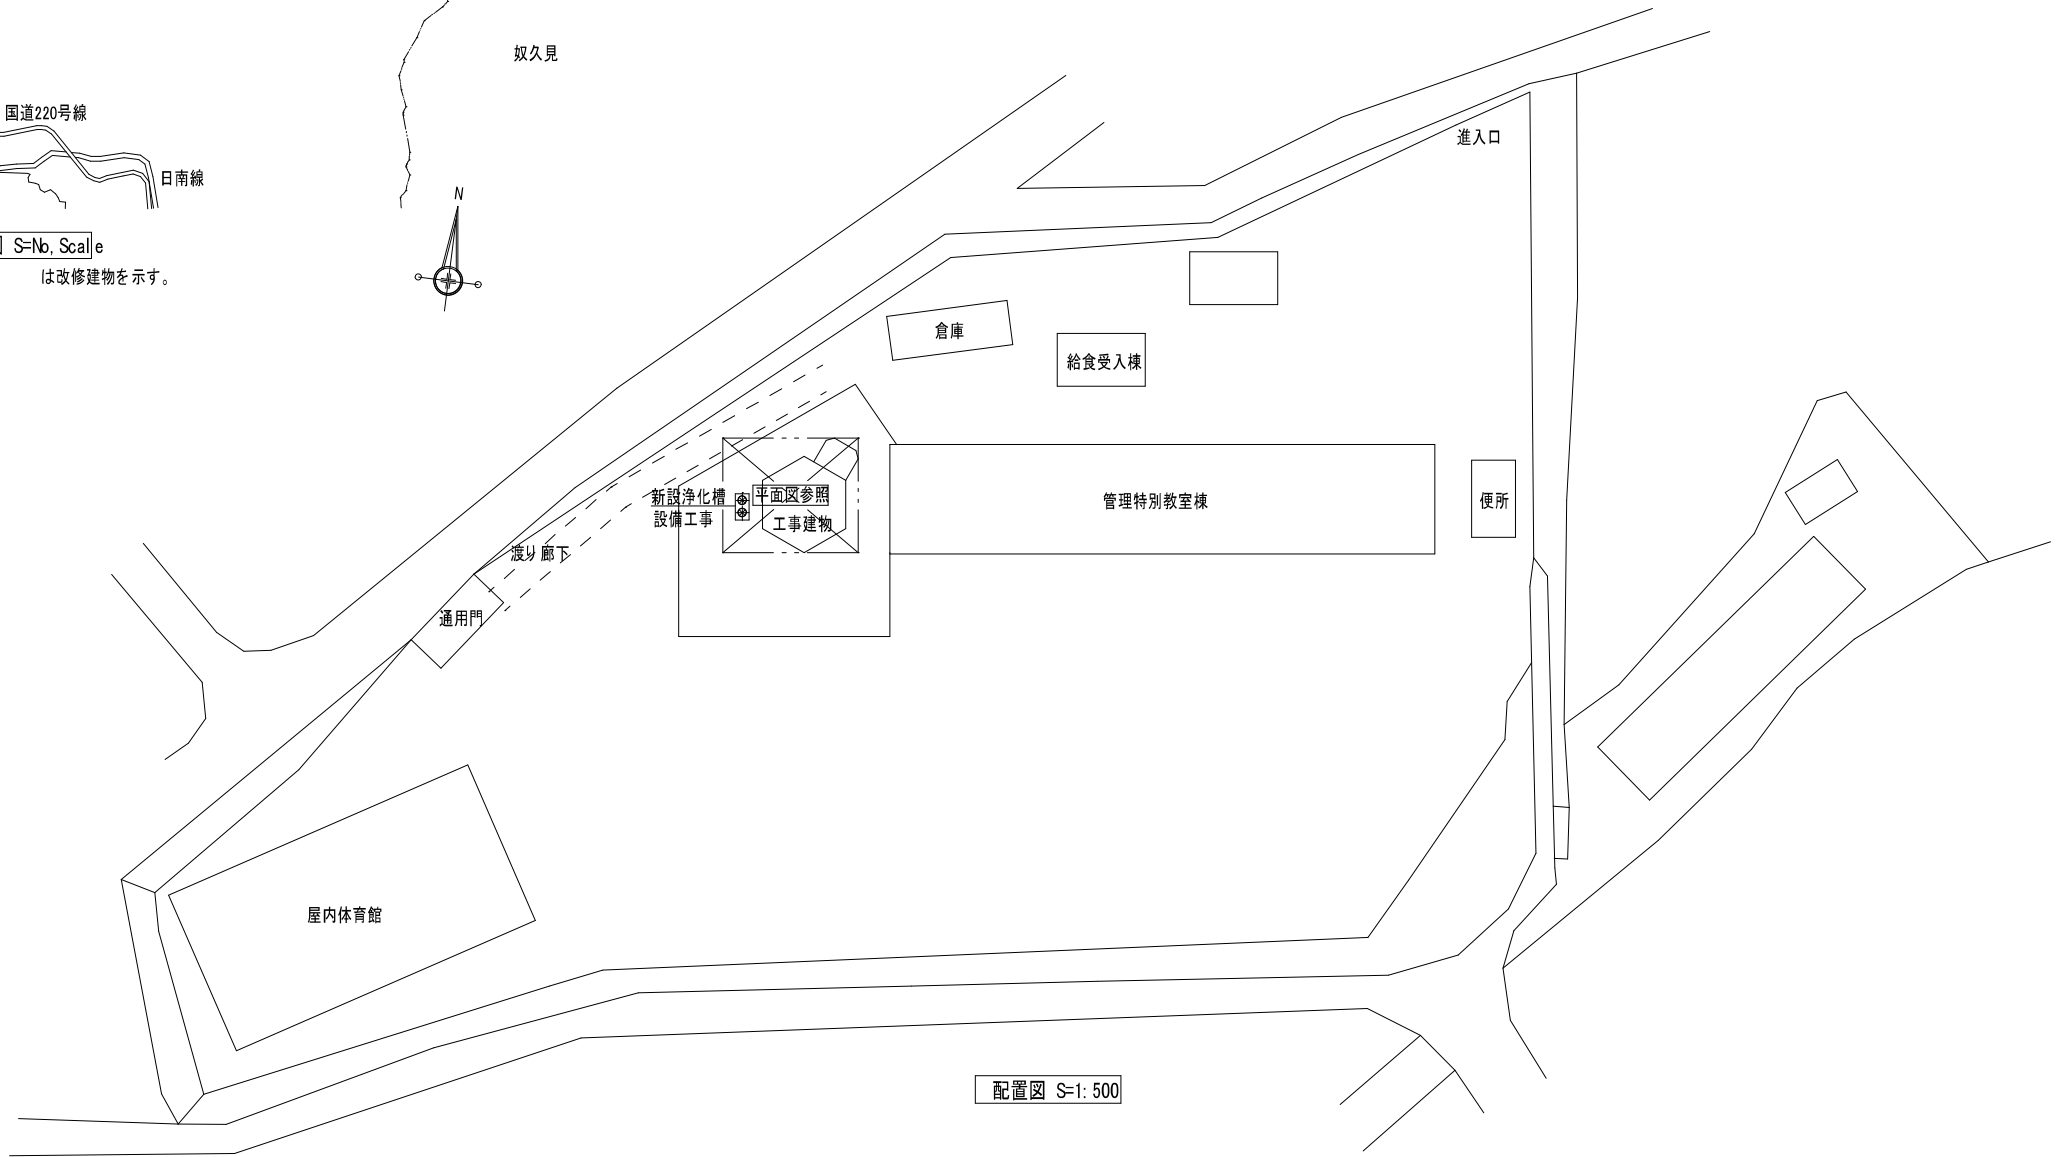 奴久見
国道220号線
進入口
日南線
N
S=No,Scale
は改修建物を示す。
倉庫
給食受入棟
新設浄化槽
設備工事
平面図参照
工事建物
管理特別教室棟
便所
渡り廊下
通用門
屋内体育館
配置図 S=1:500